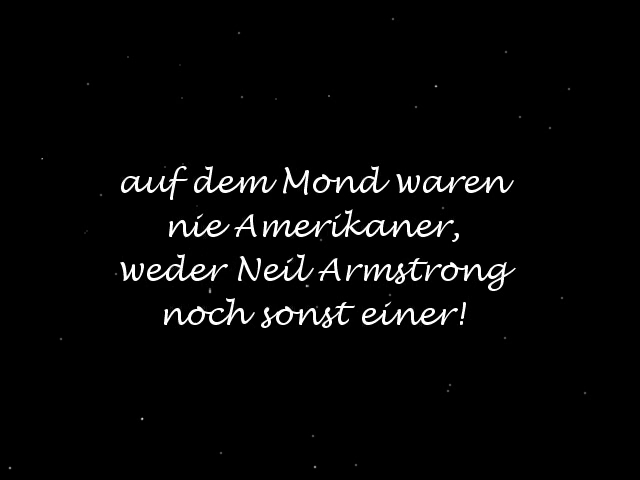 auf dem Mond waren
nie Amerikaner,
weder Neil Armstrong
noch sonst einer!